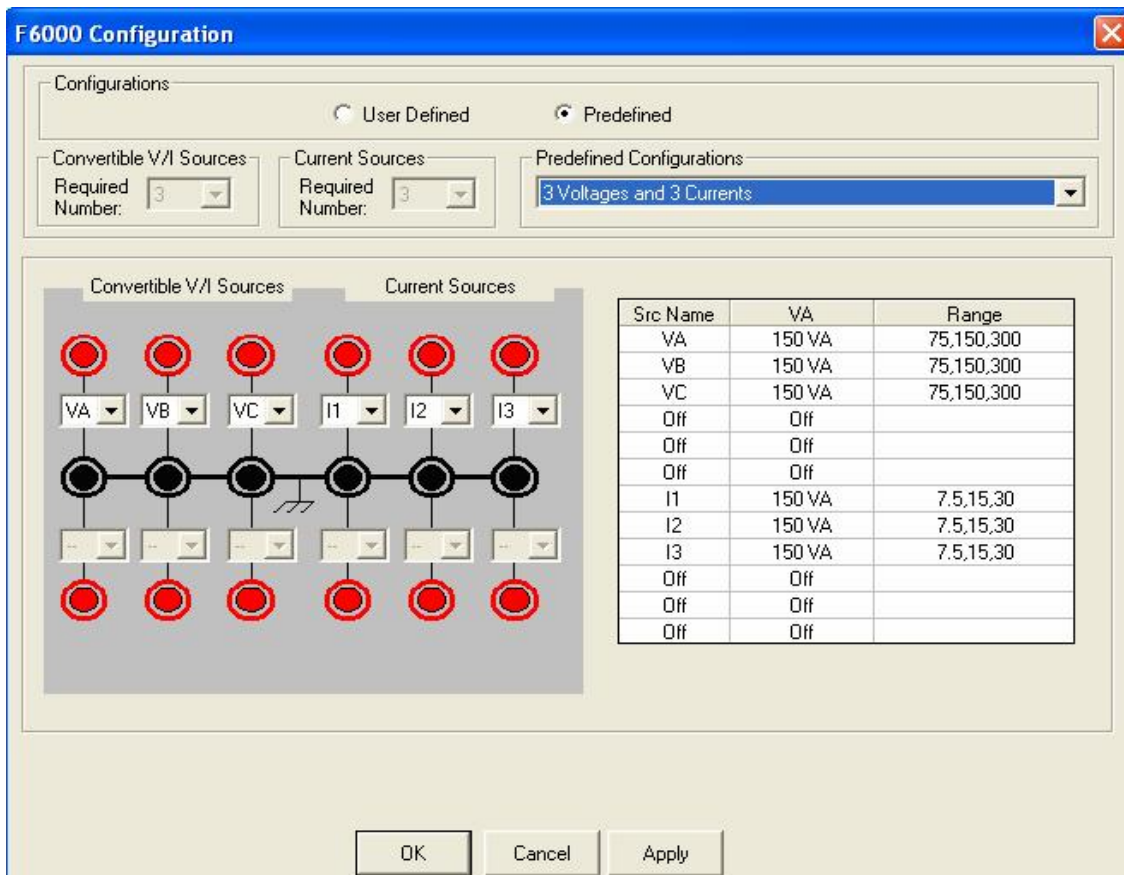 F6000 Configuration
Configurations
User Defined
Predefined
Convertible V/I Sources
Required Number:
3
Current Sources
Required Number:
3
Predefined Configurations
3 Voltages and 3 Currents
Convertible V/I Sources
Current Sources
VA VB VC I1 I2 I3
-- -- -- -- -- --
Src Name VA Range
VA 150 VA 75,150,300
VB 150 VA 75,150,300
VC 150 VA 75,150,300
Off Off
Off Off
Off Off
I1 150 VA 7.5,15,30
I2 150 VA 7.5,15,30
I3 150 VA 7.5,15,30
Off Off
Off Off
Off Off
OK Cancel Apply